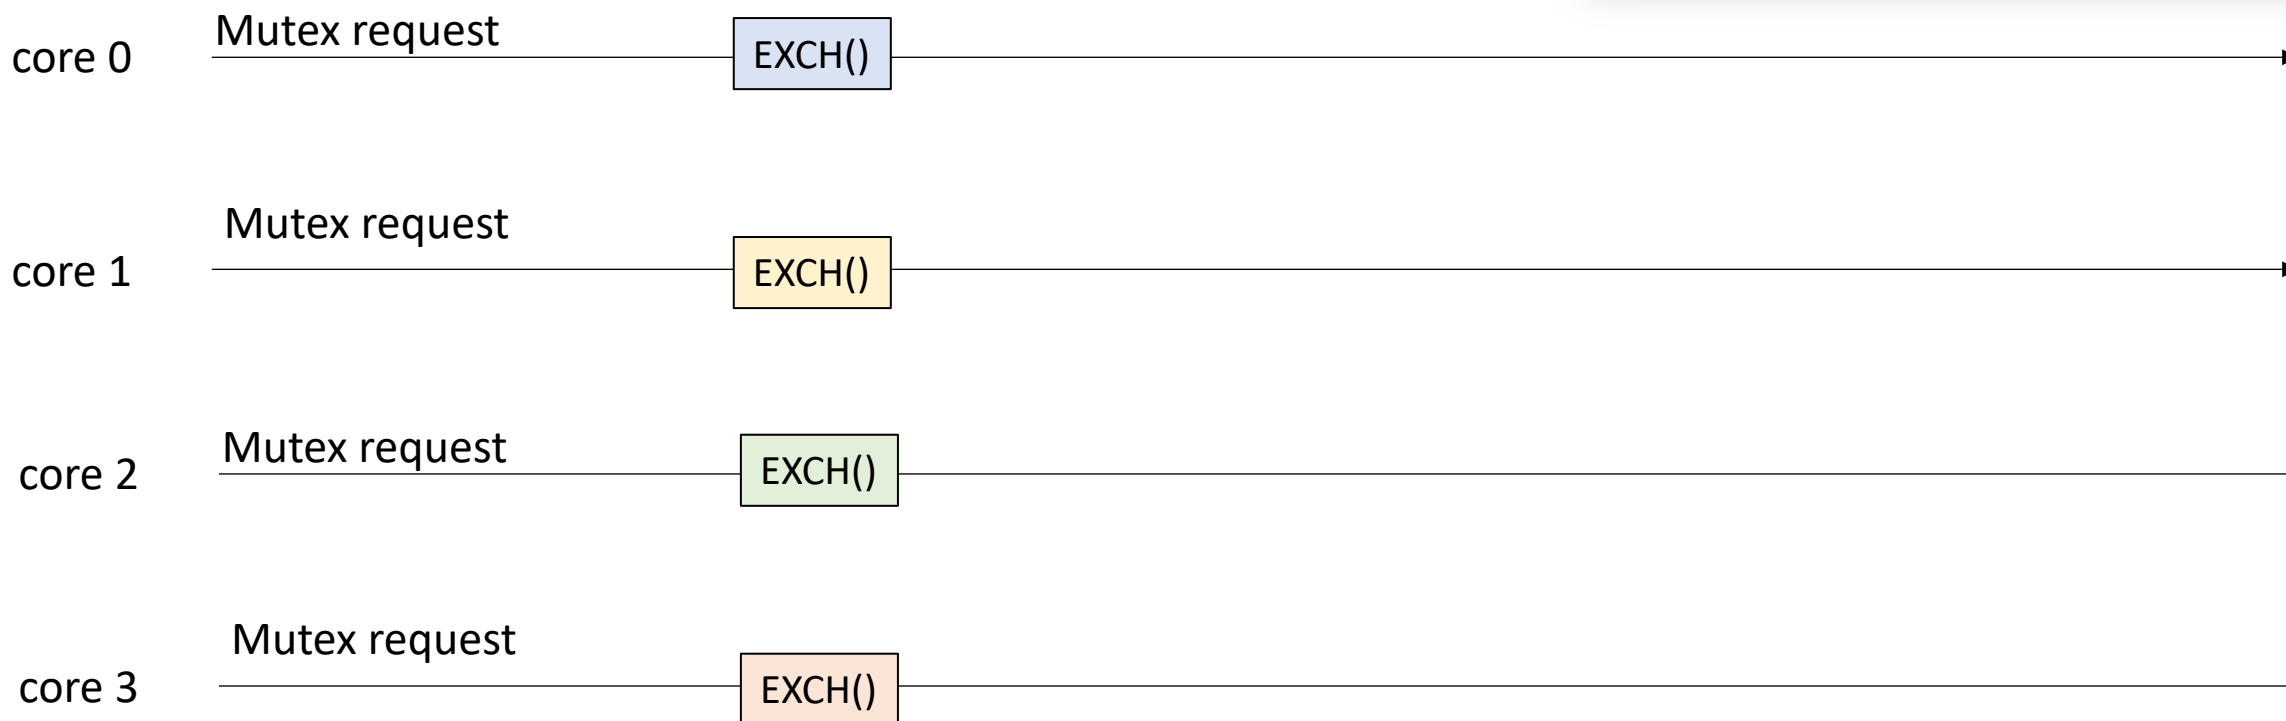 Mutex request
core 0
EXCH()
Mutex request
core 1
EXCH()
Mutex request
core 2
EXCH()
Mutex request
core 3
EXCH()